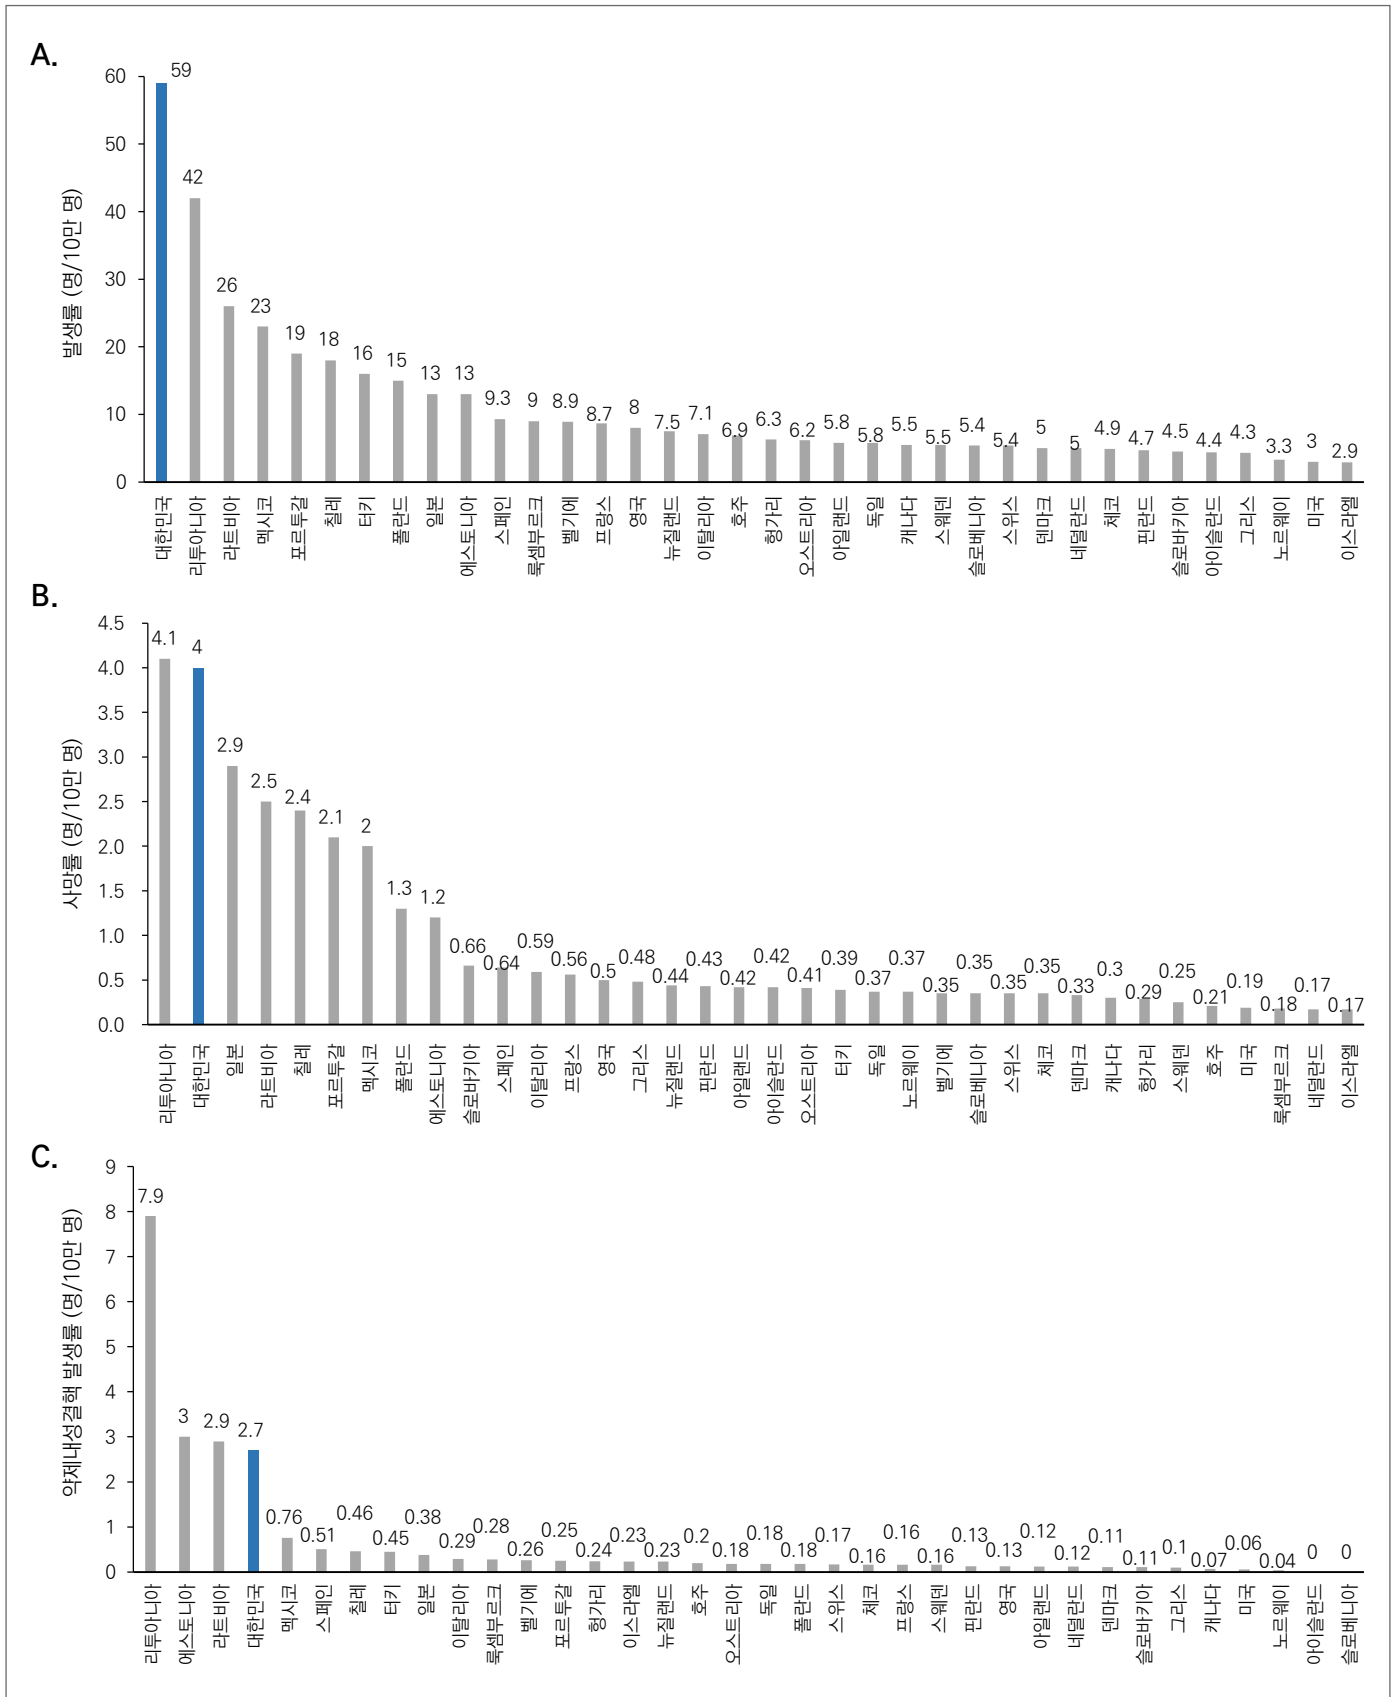 A.
발생률 (명/10만 명)
60
50
40
30
20
10
0
59
42
26
23
19
18
16
15
13
13
9.3
9
8.9
8.7
8
7.5
7.1
6.9
6.3
6.2
5.8
5.8
5.5
5.5
5.4
5.4
5
5
4.9
4.7
4.5
4.4
4.3
3.3
3
2.9
대한민국
리투아니아
라트비아
멕시코
포르투갈
칠레
터키
폴란드
일본
에스토니아
스페인
룩셈부르크
벨기에
프랑스
영국
뉴질랜드
이탈리아
호주
헝가리
오스트리아
아일랜드
독일
캐나다
스웨덴
슬로베니아
스위스
덴마크
네덜란드
체코
핀란드
슬로바키아
아이슬란드
그리스
노르웨이
미국
이스라엘
B.
사망률 (명/10만 명)
4.5
4.0
3.5
3.0
2.5
2.0
1.5
1.0
0.5
0.0
4.1
4
2.9
2.5
2.4
2.1
2
1.3
1.2
0.66
0.64
0.59
0.56
0.5
0.48
0.44
0.43
0.42
0.42
0.41
0.39
0.37
0.37
0.35
0.35
0.35
0.35
0.33
0.3
0.29
0.25
0.21
0.19
0.18
0.17
0.17
리투아니아
대한민국
일본
라트비아
칠레
포르투갈
멕시코
폴란드
에스토니아
슬로바키아
스페인
이탈리아
프랑스
영국
그리스
뉴질랜드
핀란드
아일랜드
아이슬란드
오스트리아
터키
독일
노르웨이
벨기에
슬로베니아
스위스
체코
덴마크
캐나다
헝가리
스웨덴
호주
미국
룩셈부르크
네덜란드
이스라엘
C.
약제내성결핵 발생률 (명/10만 명)
9
8
7
6
5
4
3
2
1
0
7.9
3
2.9
2.7
0.76
0.51
0.46
0.45
0.38
0.29
0.28
0.26
0.25
0.24
0.23
0.23
0.2
0.18
0.18
0.18
0.17
0.16
0.16
0.16
0.13
0.13
0.12
0.12
0.11
0.11
0.1
0.07
0.06
0.04
0
0
리투아니아
에스토니아
라트비아
대한민국
멕시코
스페인
칠레
터키
일본
이탈리아
룩셈부르크
벨기에
포르투갈
헝가리
이스라엘
뉴질랜드
호주
오스트리아
독일
폴란드
스위스
체코
프랑스
스웨덴
핀란드
영국
아일랜드
네덜란드
덴마크
슬로바키아
그리스
캐나다
미국
노르웨이
아이슬란드
슬로베니아